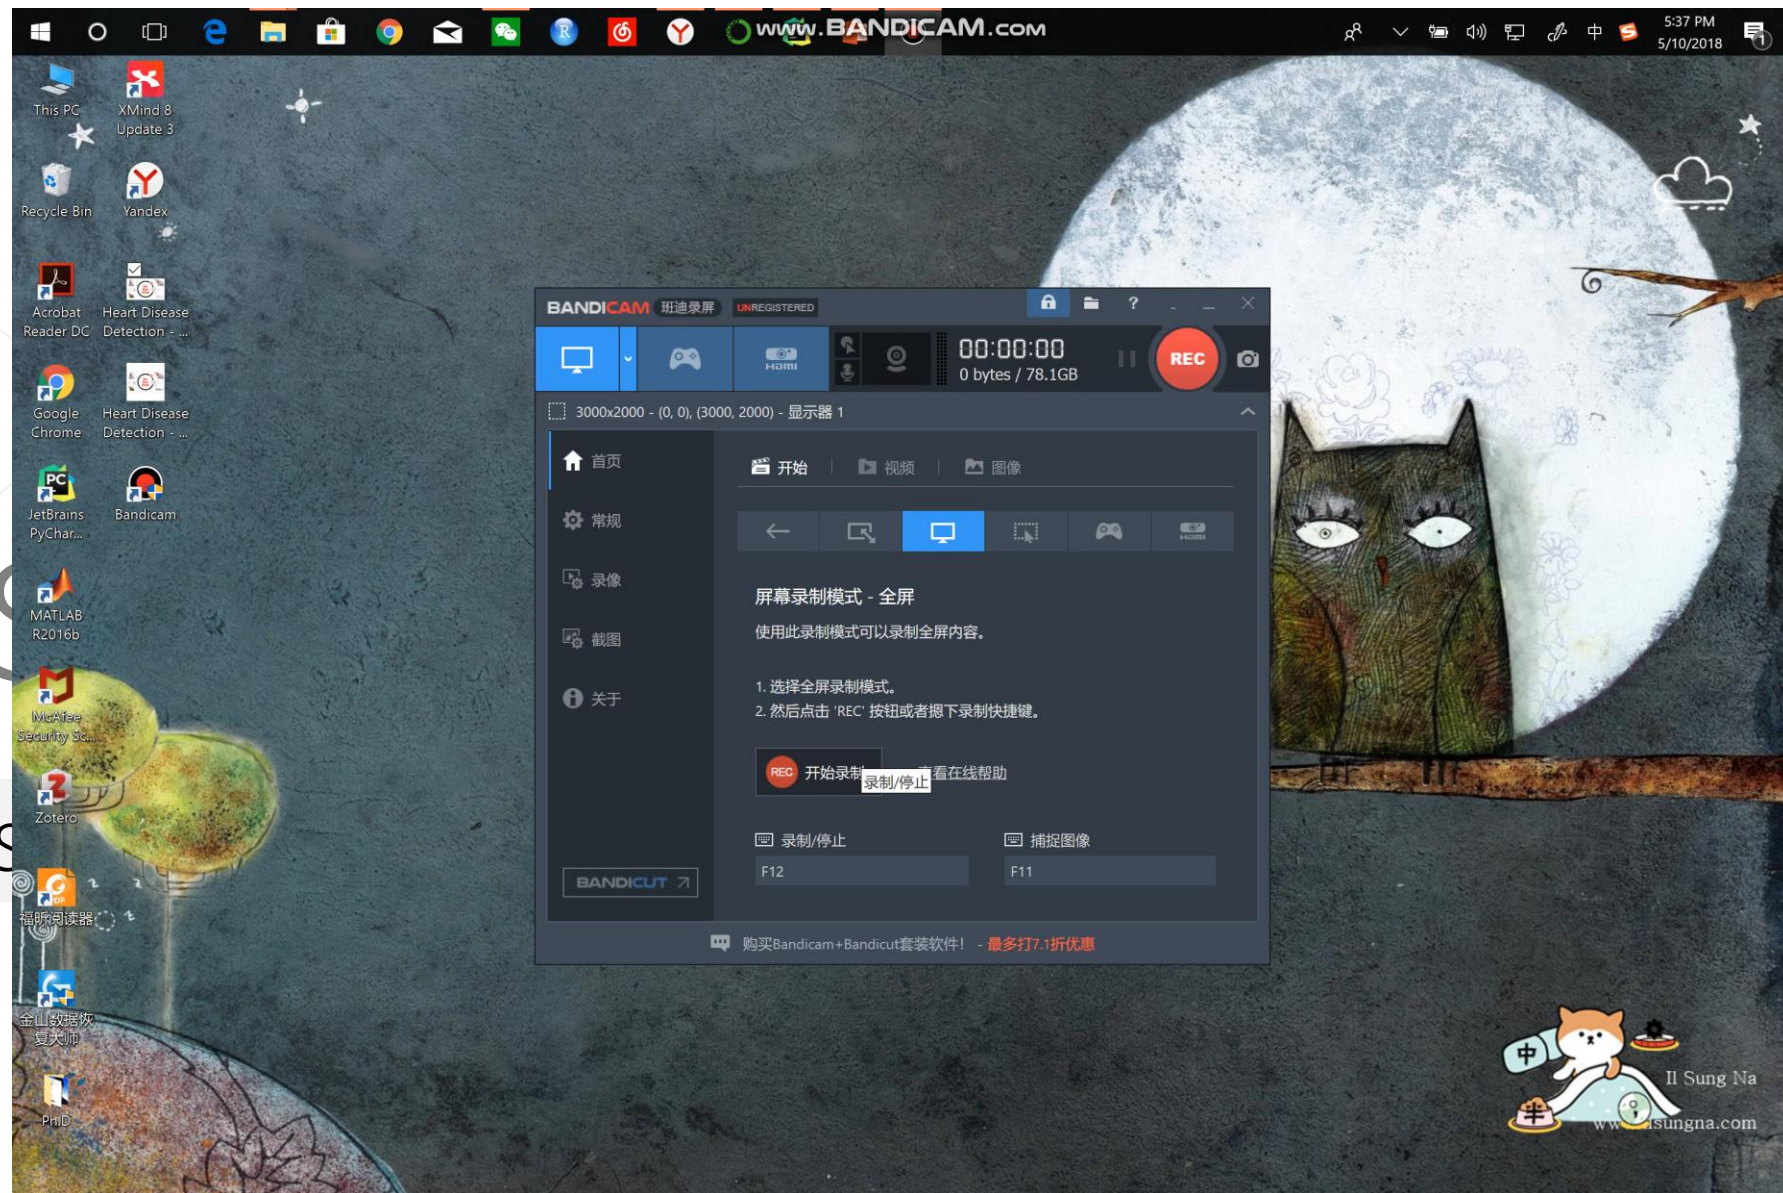 www.BANDICAM.com
中
5:37 PM
5/10/2018
1
This PC
XMind 8
Update 3
Recycle Bin
Yandex
Acrobat
Reader DC
Heart Disease
Detection - ...
Google
Chrome
Heart Disease
Detection - ...
JetBrains
PyChar...
Bandicam
MATLAB
R2016b
McAfee
Security Sc...
Zotero
福昕阅读器
金山数据恢
复大师
PhD
BANDICAM 班迪录屏 UNREGISTERED
HDMI
00:00:00
0 bytes / 78.1GB
REC
3000x2000 - (0, 0), (3000, 2000) - 显示器 1
首页
常规
录像
截图
关于
BANDICUT
开始
视频
图像
HDMI
屏幕录制模式 - 全屏
使用此录制模式可以录制全屏内容。
1. 选择全屏录制模式。
2. 然后点击 'REC' 按钮或者摁下录制快捷键。
REC 开始录制
录制/停止
看在线帮助
录制/停止
F12
捕捉图像
F11
购买Bandicam+Bandicut套装软件! - 最多打7.1折优惠
中
半
Il Sung Na